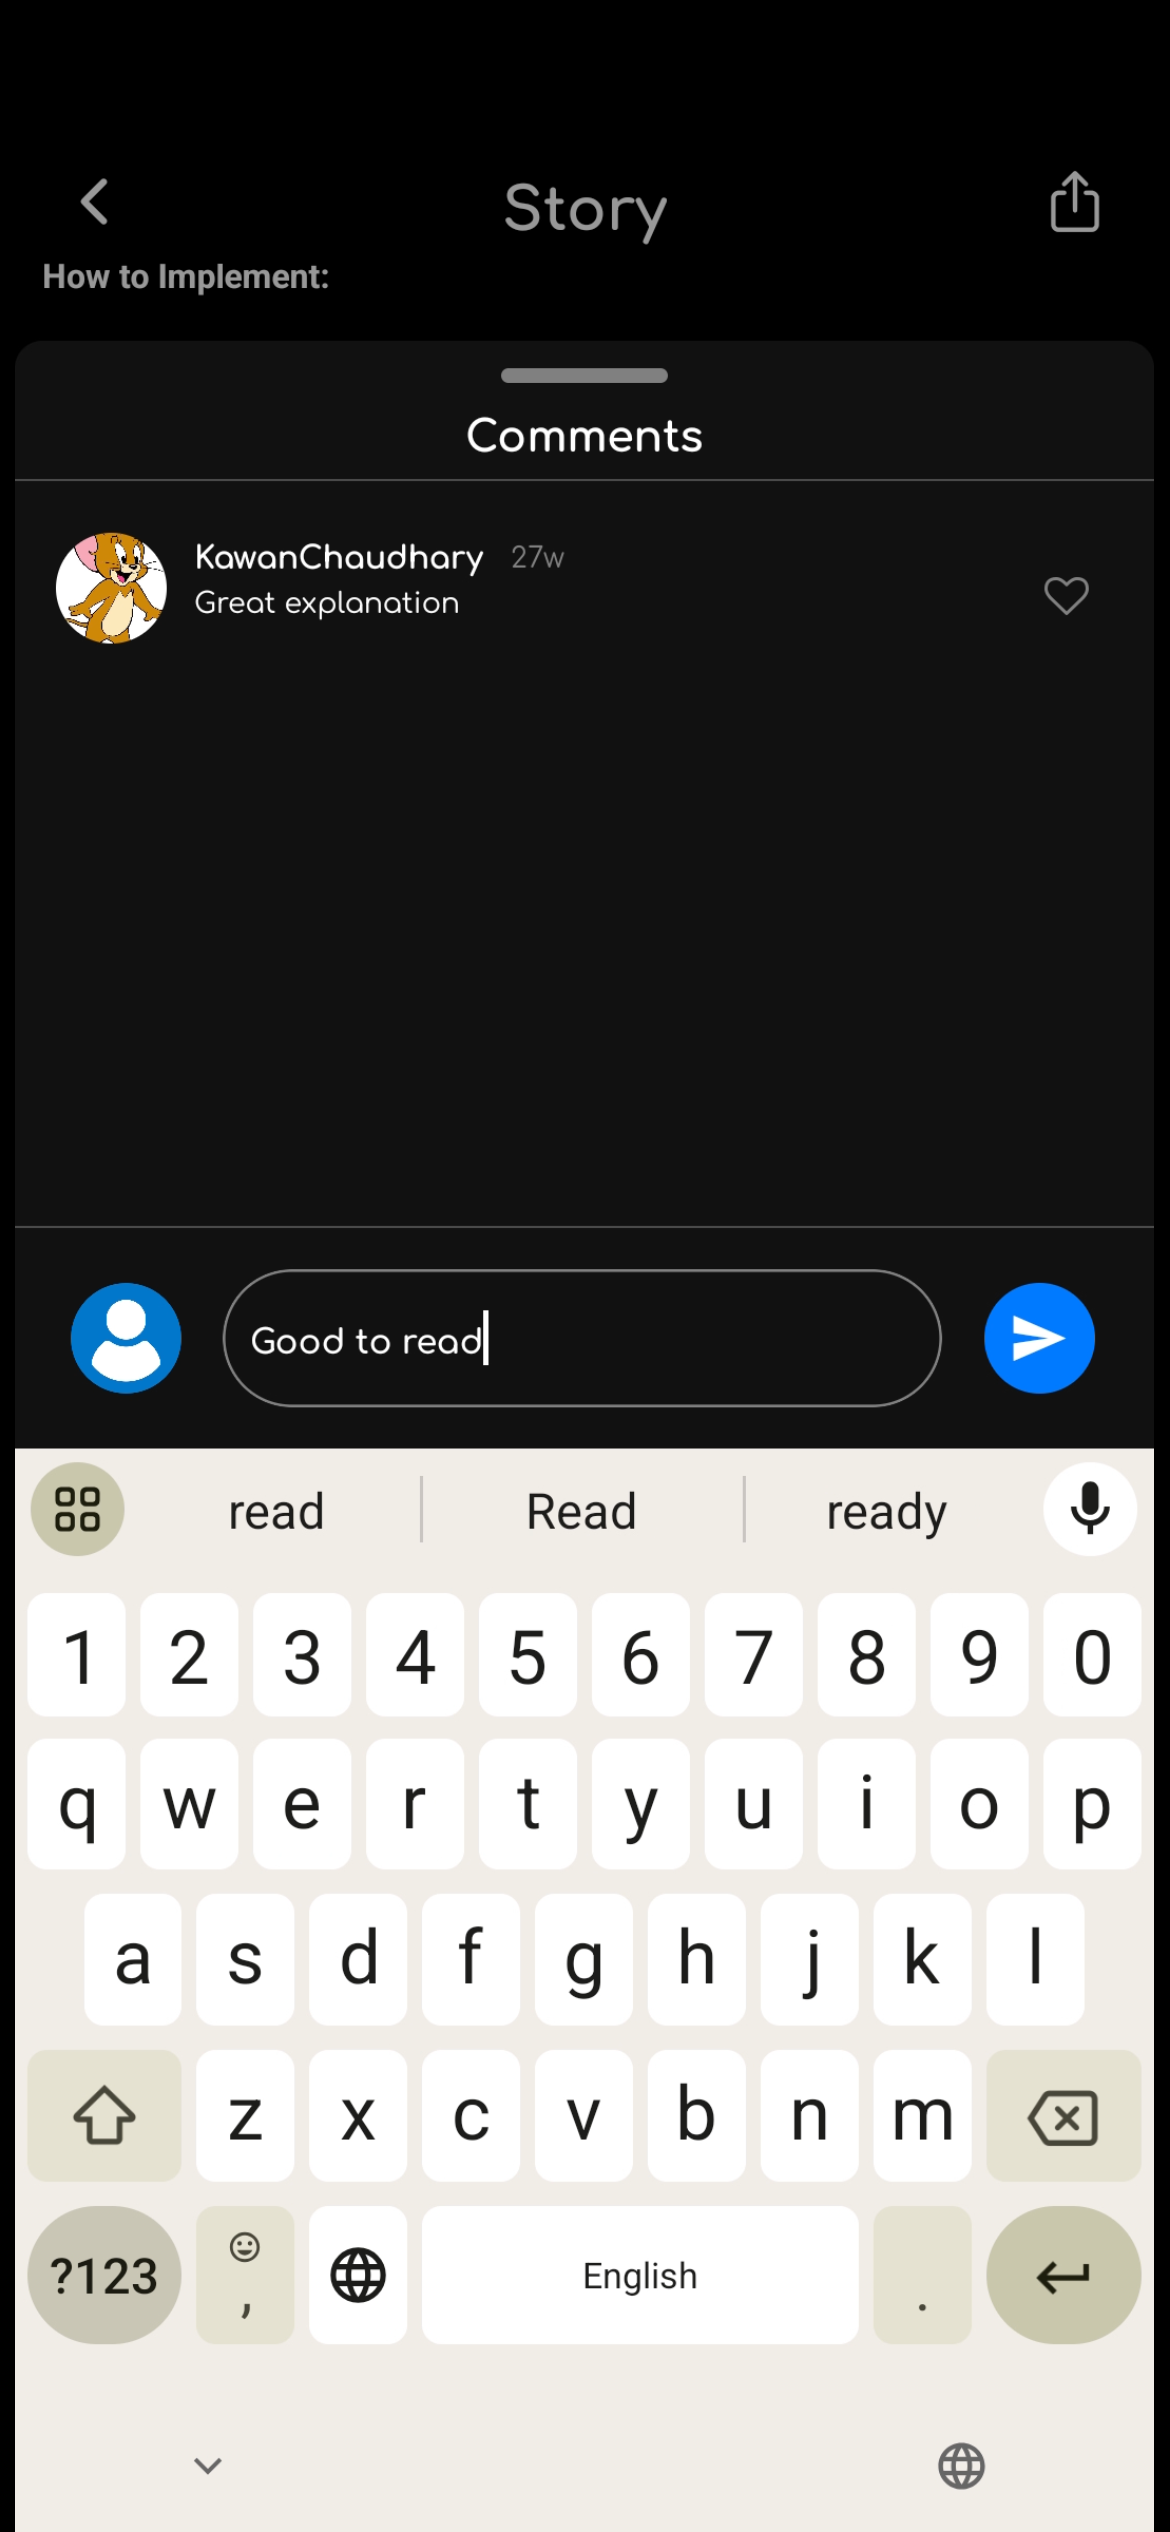 Story
How to Implement:
Comments
KawanChaudhary 27w
Great explanation
Good to read
read Read ready
1 2 3 4 5 6 7 8 9 0
q w e r t y u i o p
a s d f g h j k l
z x c v b n m
?123 , English .